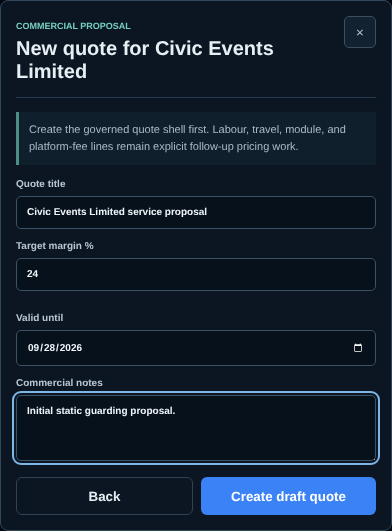 COMMERCIAL PROPOSAL
New quote for Civic Events
Limited
×
Create the governed quote shell first. Labour, travel, module, and
platform-fee lines remain explicit follow-up pricing work.
Quote title
Civic Events Limited service proposal
Target margin %
24
Valid until
09/28/2026
Commercial notes
Initial static guarding proposal.
Back
Create draft quote